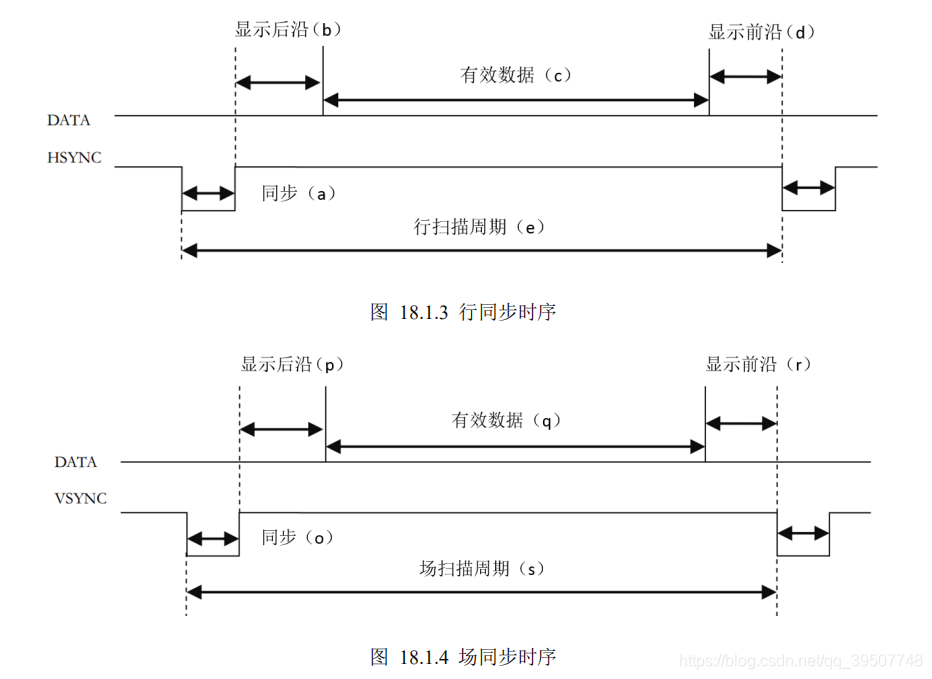 显示后沿（b）
显示前沿（d）
有效数据（c）
DATA
HSYNC
同步（a）
行扫描周期（e）
图 18.1.3 行同步时序
显示后沿（p）
显示前沿（r）
有效数据（q）
DATA
VSYNC
同步（o）
场扫描周期（s）
图 18.1.4 场同步时序
https://blog.csdn.net/qq_39507748